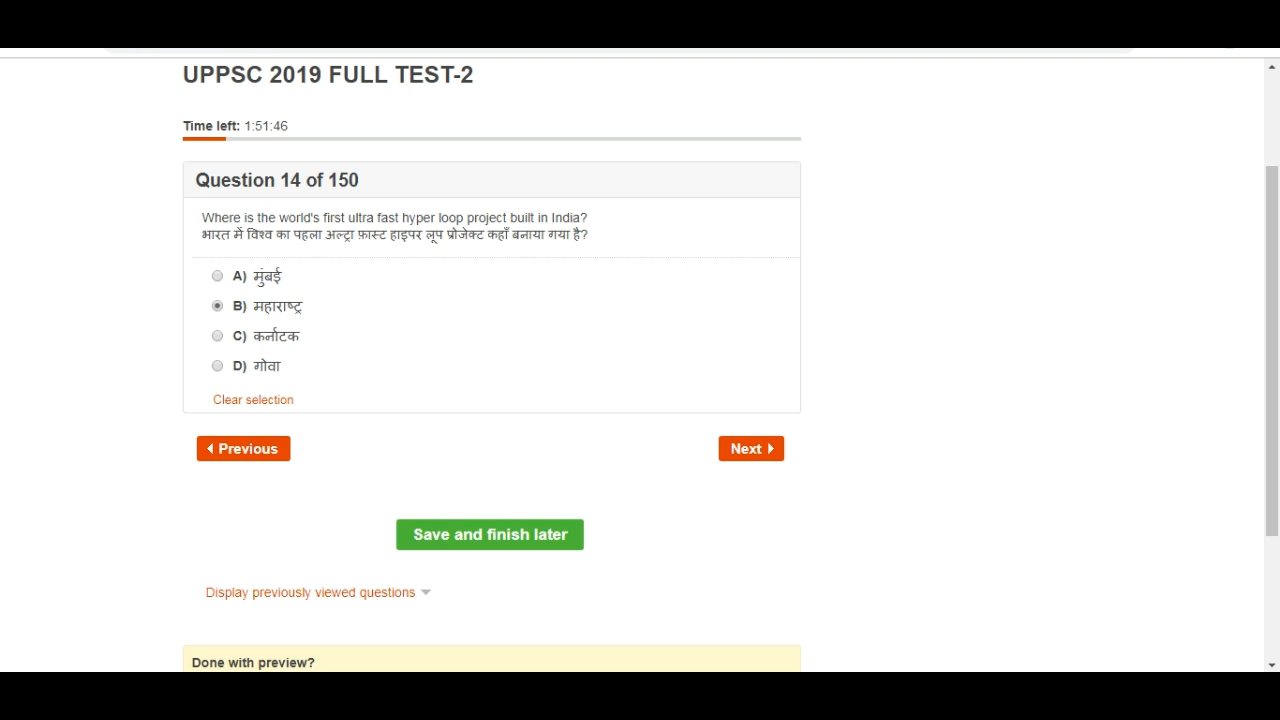 UPPSC 2019 FULL TEST-2
Time left: 1:51:46
Question 14 of 150
Where is the world's first ultra fast hyper loop project built in India?
भारत में विश्व का पहला अल्ट्रा फ़ास्ट हाइपर लूप प्रोजेक्ट कहाँ बनाया गया है?
A) मुंबई
B) महाराष्ट्र
C) कर्नाटक
D) गोवा
Clear selection
Previous
Next
Save and finish later
Display previously viewed questions
Done with preview?